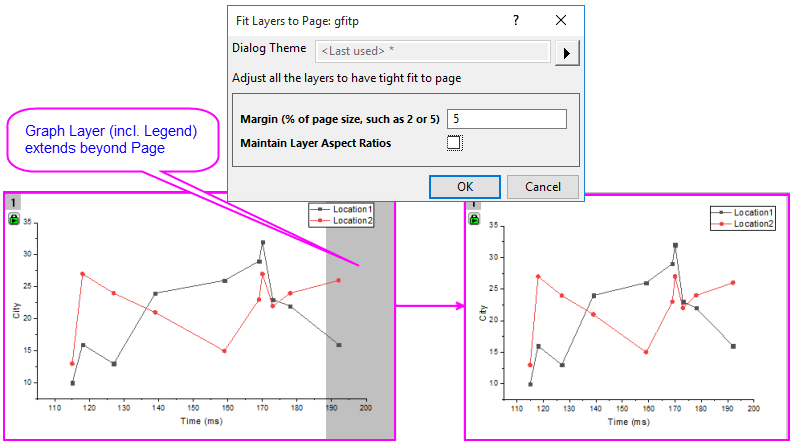 Fit Layers to Page: gfitp
Dialog Theme <Last used> *
Adjust all the layers to have tight fit to page
Margin (% of page size, such as 2 or 5) 5
Maintain Layer Aspect Ratios
OK Cancel
Graph Layer (incl. Legend)
extends beyond Page
1
Location1
Location2
35
30
25
20
15
10
City
110 120 130 140 150 160 170 180 190 200
Time (ms)
1
Location1
Location2
35
30
25
20
15
10
City
110 120 130 140 150 160 170 180 190 200
Time (ms)